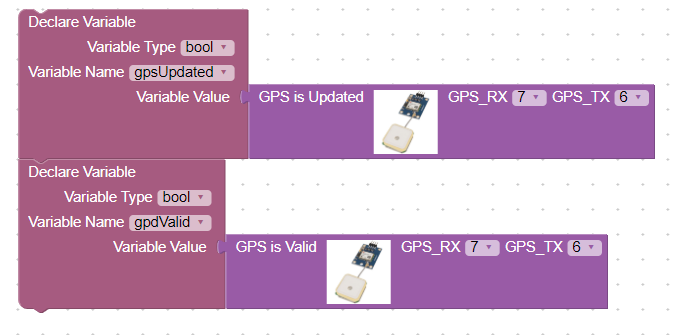 Declare Variable
Variable Type bool
Variable Name gpsUpdated
Variable Value GPS is Updated GPS_RX 7 GPS_TX 6
Declare Variable
Variable Type bool
Variable Name gpdValid
Variable Value GPS is Valid GPS_RX 7 GPS_TX 6